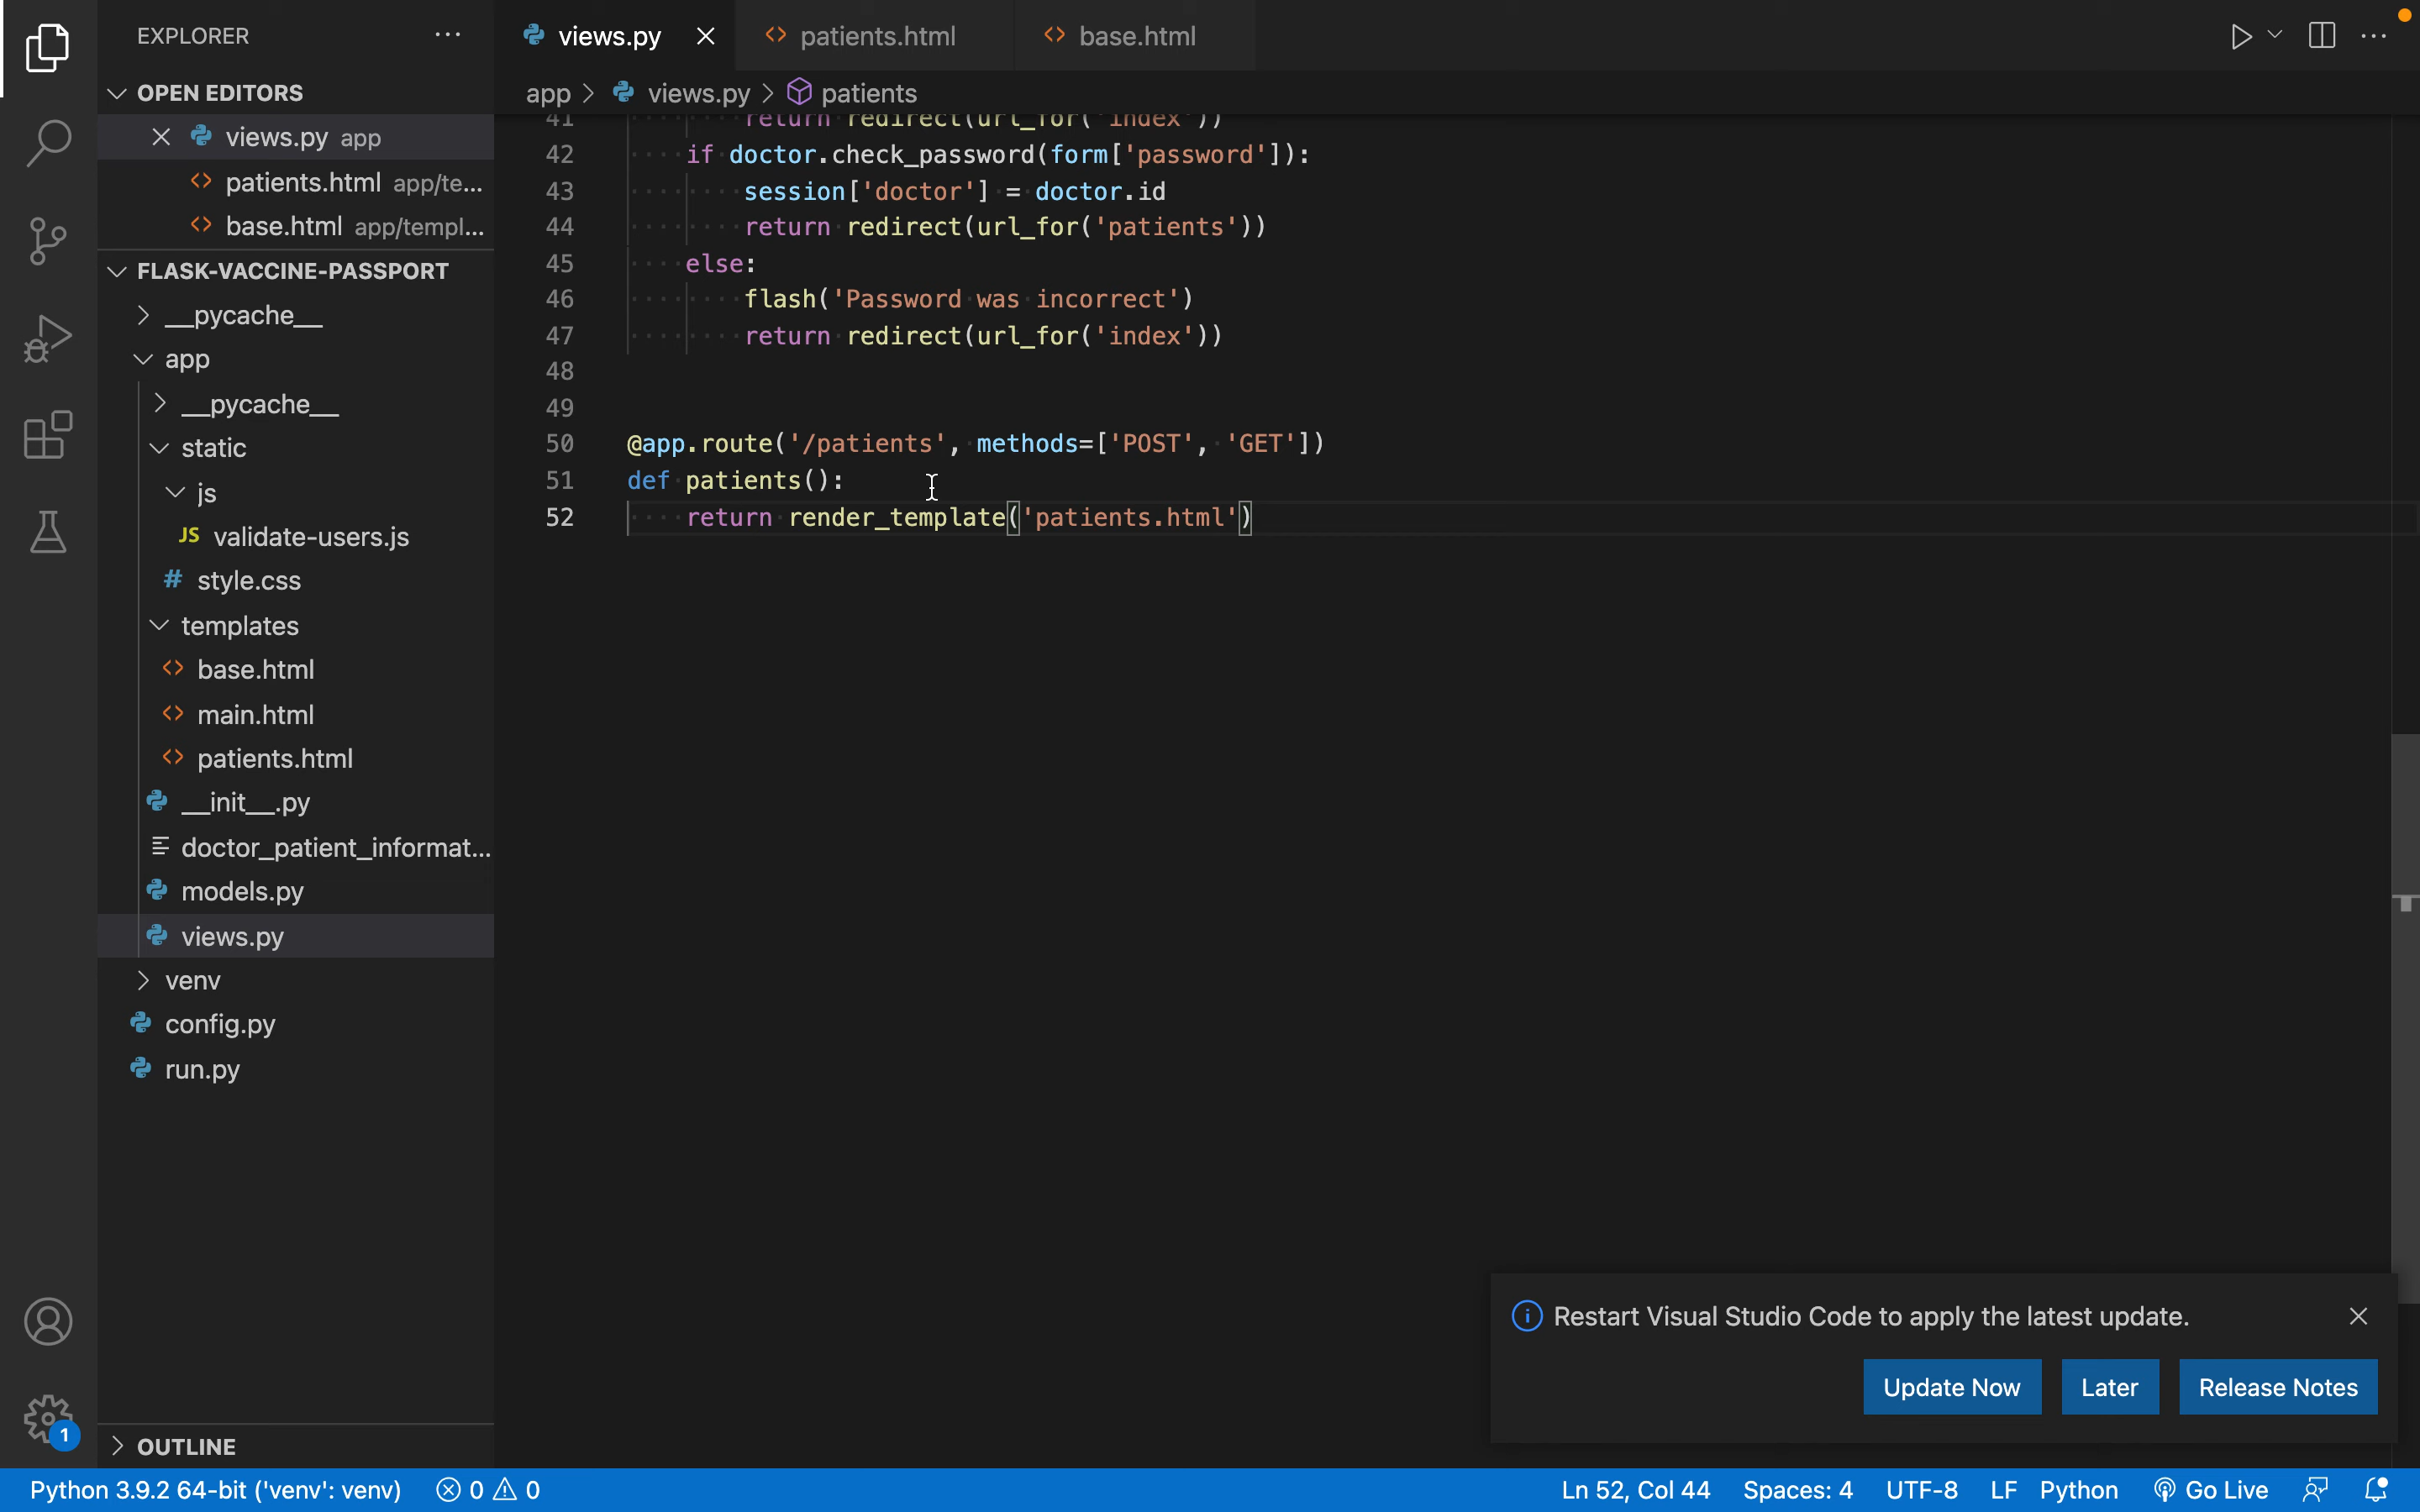 EXPLORER
OPEN EDITORS
views.py app
patients.html app/te...
base.html app/templ...
FLASK-VACCINE-PASSPORT
__pycache__
app
__pycache__
static
js
JS validate-users.js
# style.css
templates
base.html
main.html
patients.html
__init__.py
doctor_patient_informat...
models.py
views.py
venv
config.py
run.py
OUTLINE
1
views.py
patients.html
base.html
app > views.py > patients
41 return redirect(url_for('index'))
42 if doctor.check_password(form['password']):
43 session['doctor'] = doctor.id
44 return redirect(url_for('patients'))
45 else:
46 flash('Password was incorrect')
47 return redirect(url_for('index'))
48
49
50 @app.route('/patients', methods=['POST', 'GET'])
51 def patients():
52 return render_template('patients.html')
Restart Visual Studio Code to apply the latest update.
Update Now
Later
Release Notes
Python 3.9.2 64-bit ('venv': venv)
0
0
Ln 52, Col 44
Spaces: 4
UTF-8
LF
Python
Go Live